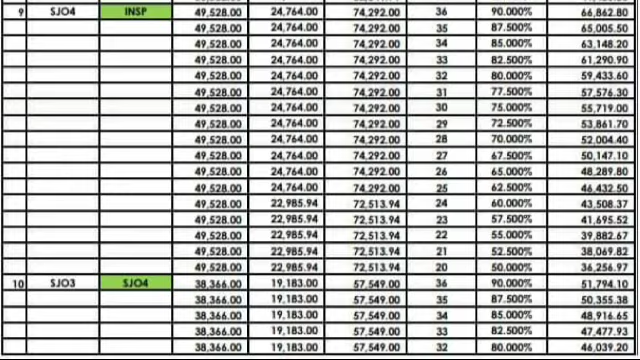 9 SJO4 INSP 49,528.00 24,764.00 74,292.00 36 90.000% 66,862.80
49,528.00 24,764.00 74,292.00 35 87.500% 65,005.50
49,528.00 24,764.00 74,292.00 34 85.000% 63,148.20
49,528.00 24,764.00 74,292.00 33 82.500% 61,290.90
49,528.00 24,764.00 74,292.00 32 80.000% 59,433.60
49,528.00 24,764.00 74,292.00 31 77.500% 57,576.30
49,528.00 24,764.00 74,292.00 30 75.000% 55,719.00
49,528.00 24,764.00 74,292.00 29 72.500% 53,861.70
49,528.00 24,764.00 74,292.00 28 70.000% 52,004.40
49,528.00 24,764.00 74,292.00 27 67.500% 50,147.10
49,528.00 24,764.00 74,292.00 26 65.000% 48,289.80
49,528.00 24,764.00 74,292.00 25 62.500% 46,432.50
49,528.00 22,985.94 72,513.94 24 60.000% 43,508.37
49,528.00 22,985.94 72,513.94 23 57.500% 41,695.52
49,528.00 22,985.94 72,513.94 22 55.000% 39,882.67
49,528.00 22,985.94 72,513.94 21 52.500% 38,069.82
49,528.00 22,985.94 72,513.94 20 50.000% 36,256.97
10 SJO3 SJO4 38,366.00 19,183.00 57,549.00 36 90.000% 51,794.10
38,366.00 19,183.00 57,549.00 35 87.500% 50,355.38
38,366.00 19,183.00 57,549.00 34 85.000% 48,916.65
38,366.00 19,183.00 57,549.00 33 82.500% 47,477.93
38,366.00 19,183.00 57,549.00 32 80.000% 46,039.20